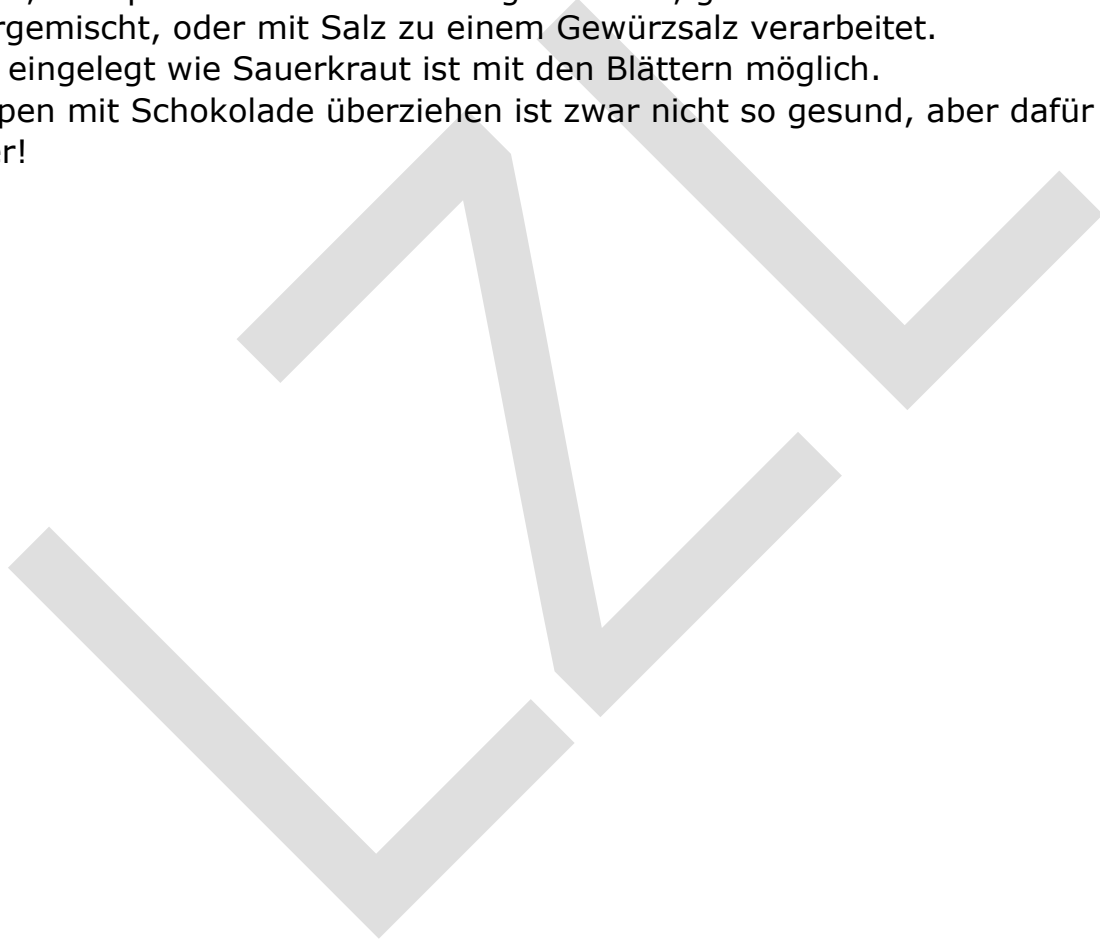 rgemischt, oder mit Salz zu einem Gewürzsalz verarbeitet.
eingelegt wie Sauerkraut ist mit den Blättern möglich.
pen mit Schokolade überziehen ist zwar nicht so gesund, aber dafür
r!
LZL